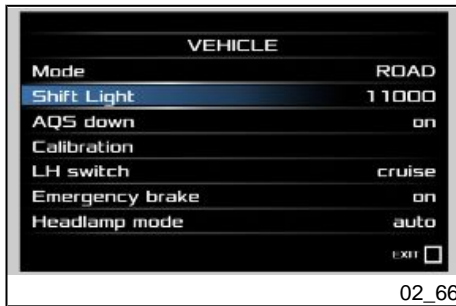 VEHICLE
Mode ROAD
Shift Light 11000
AQS down on
Calibration
LH switch cruise
Emergency brake on
Headlamp mode auto
EXIT
02_66